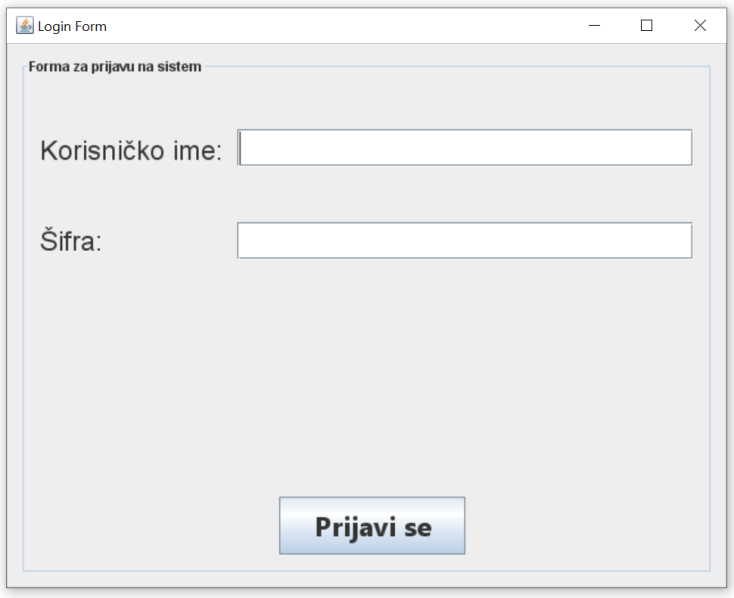 Login Form
Forma za prijavu na sistem
Korisničko ime:
Šifra:
Prijavi se